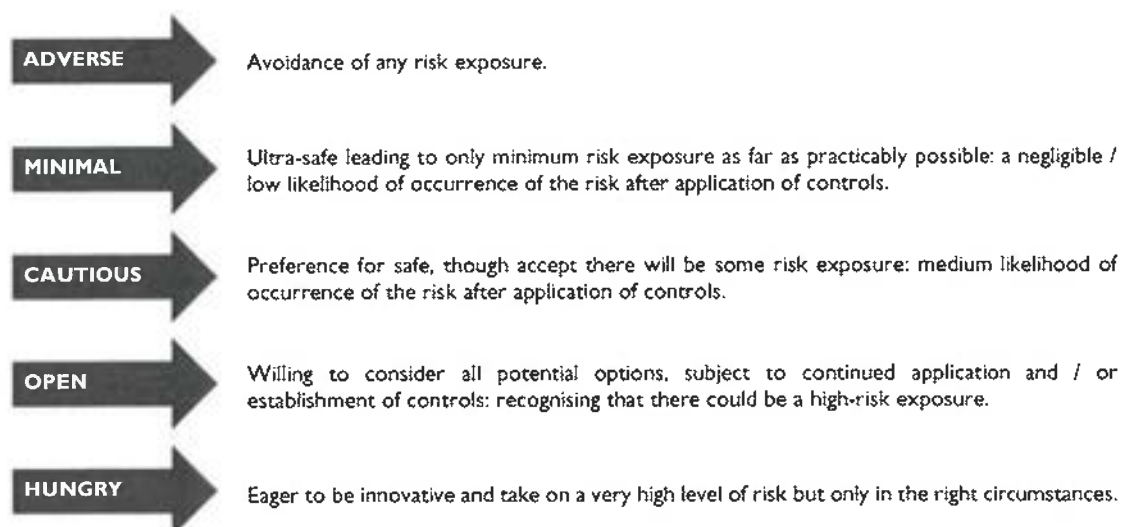 ADVERSE
Avoidance of any risk exposure.
MINIMAL
Ultra-safe leading to only minimum risk exposure as far as practicably possible: a negligible /
low likelihood of occurrence of the risk after application of controls.
CAUTIOUS
Preference for safe, though accept there will be some risk exposure: medium likelihood of
occurrence of the risk after application of controls.
OPEN
Willing to consider all potential options, subject to continued application and / or
establishment of controls: recognising that there could be a high-risk exposure.
HUNGRY
Eager to be innovative and take on a very high level of risk but only in the right circumstances.